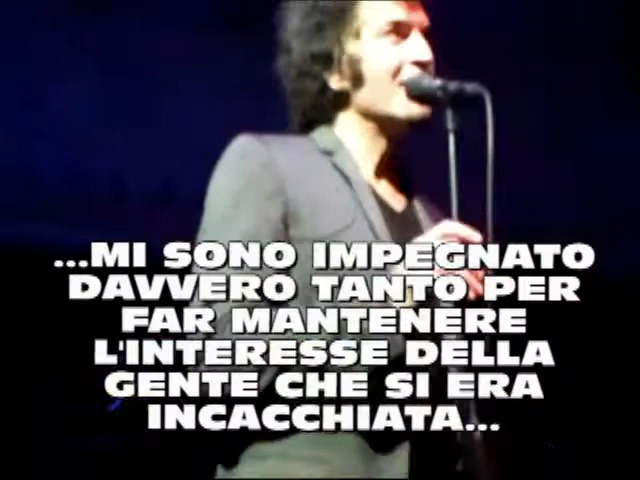 ...MI SONO IMPEGNATO
DAVVERO TANTO PER
FAR MANTENERE
L'INTERESSE DELLA
GENTE CHE SI ERA
INCACCHIATA...